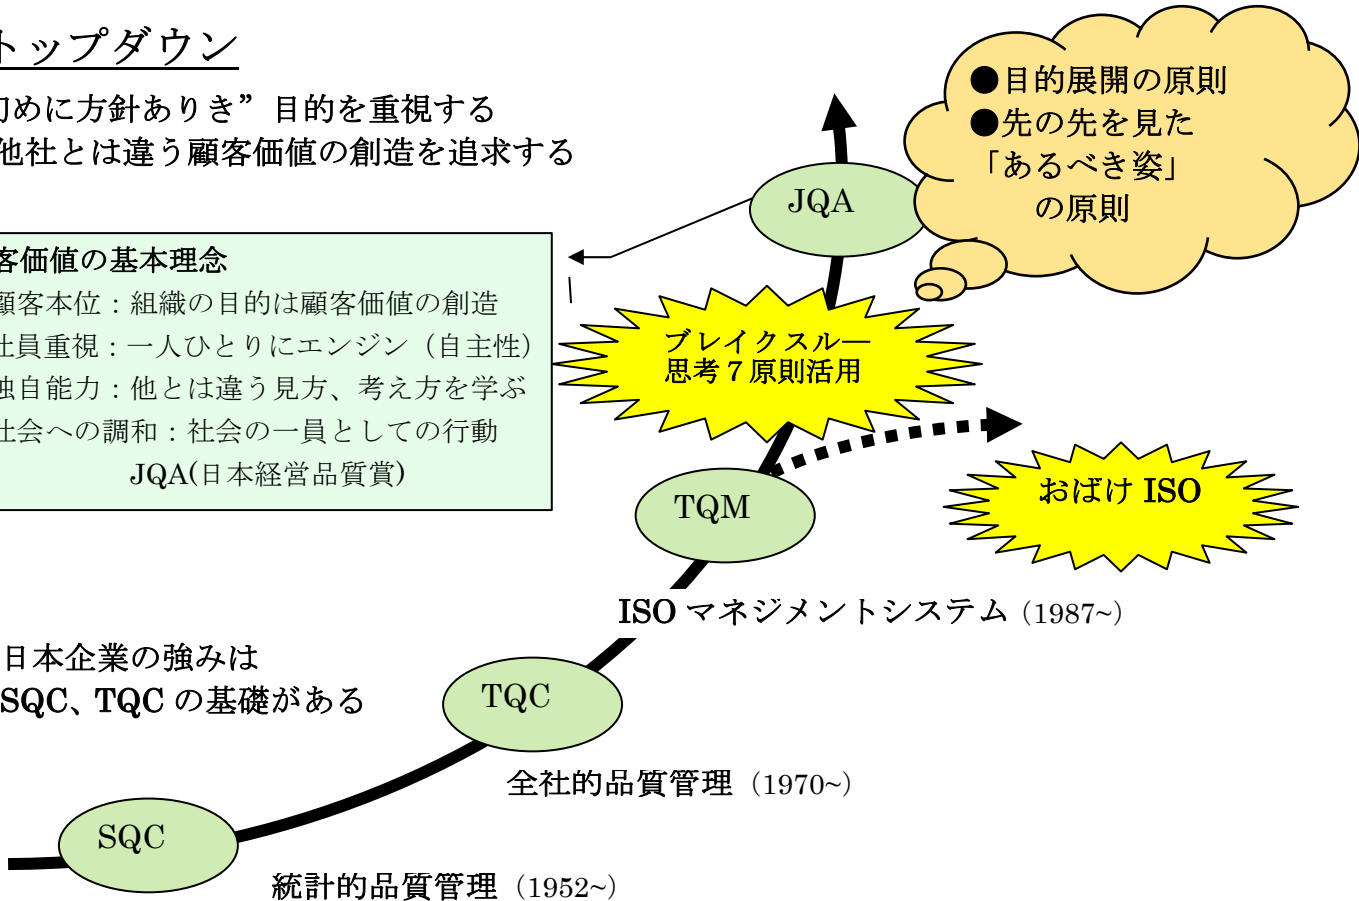 トップダウン
めに方針ありき”目的を重視する
他社とは違う顧客価値の創造を追求する
●目的展開の原則
●先の先を見た
「あるべき姿」
の原則
JQA
客価値の基本理念
顧客本位：組織の目的は顧客価値の創造
社員重視：一人ひとりにエンジン（自主性）
独自能力：他とは違う見方、考え方を学ぶ
社会への調和：社会の一員としての行動
JQA(日本経営品質賞)
ブレイクスルー
思考７原則活用
おばけ ISO
TQM
ISO マネジメントシステム（1987~）
日本企業の強みは
SQC、TQC の基礎がある
TQC
全社的品質管理（1970~）
SQC
統計的品質管理（1952~）